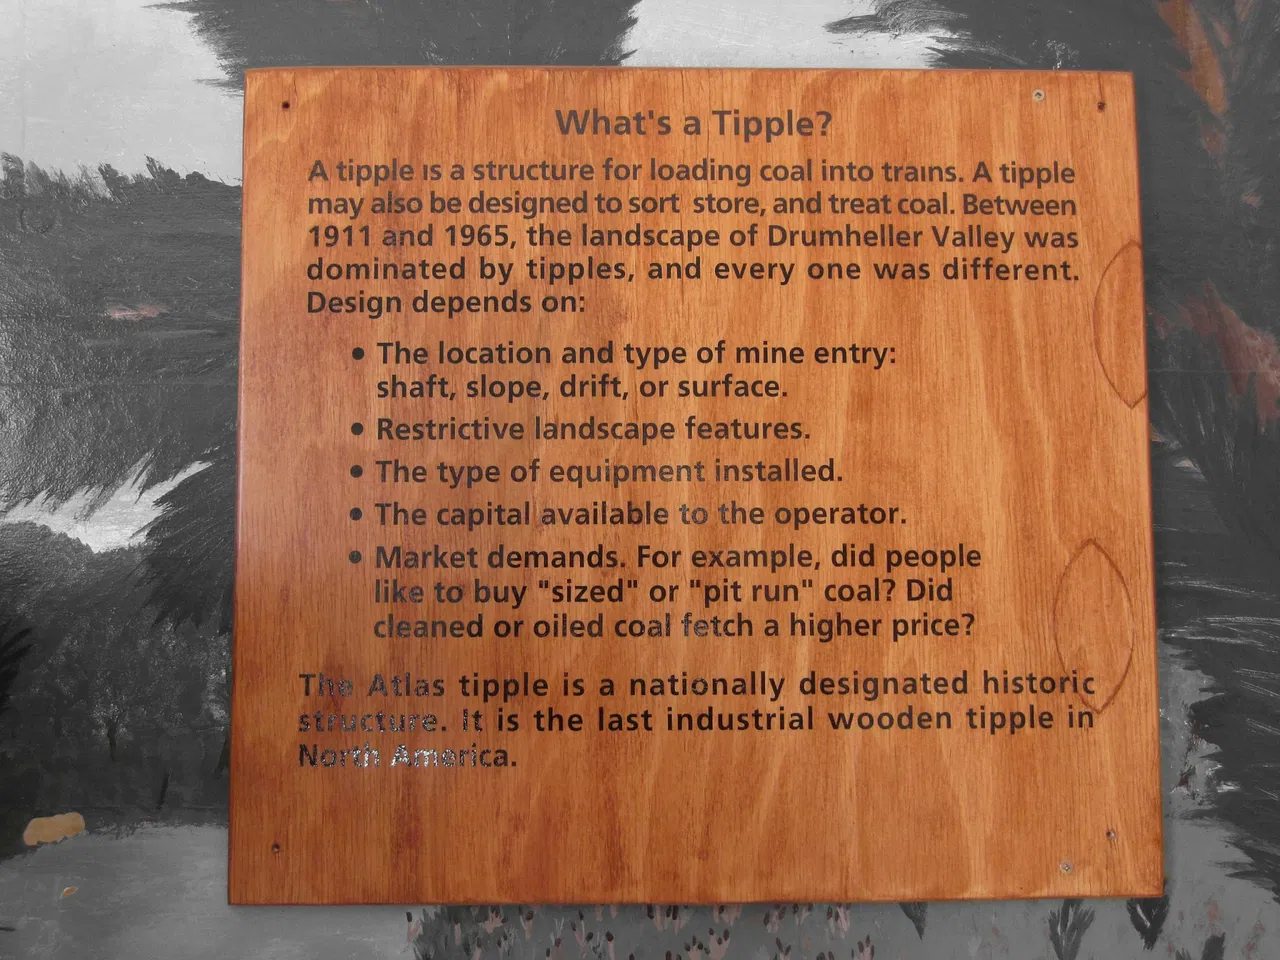 What's a Tipple?
A tipple is a structure for loading coal into trains. A tipple
may also be designed to sort store, and treat coal. Between
1911 and 1965, the landscape of Drumheller Valley was
dominated by tipples, and every one was different.
Design depends on:
• The location and type of mine entry:
shaft, slope, drift, or surface.
• Restrictive landscape features.
• The type of equipment installed.
• The capital available to the operator.
• Market demands. For example, did people
like to buy "sized" or "pit run" coal? Did
cleaned or oiled coal fetch a higher price?
The Atlas tipple is a nationally designated historic
structure. It is the last industrial wooden tipple in
North America.